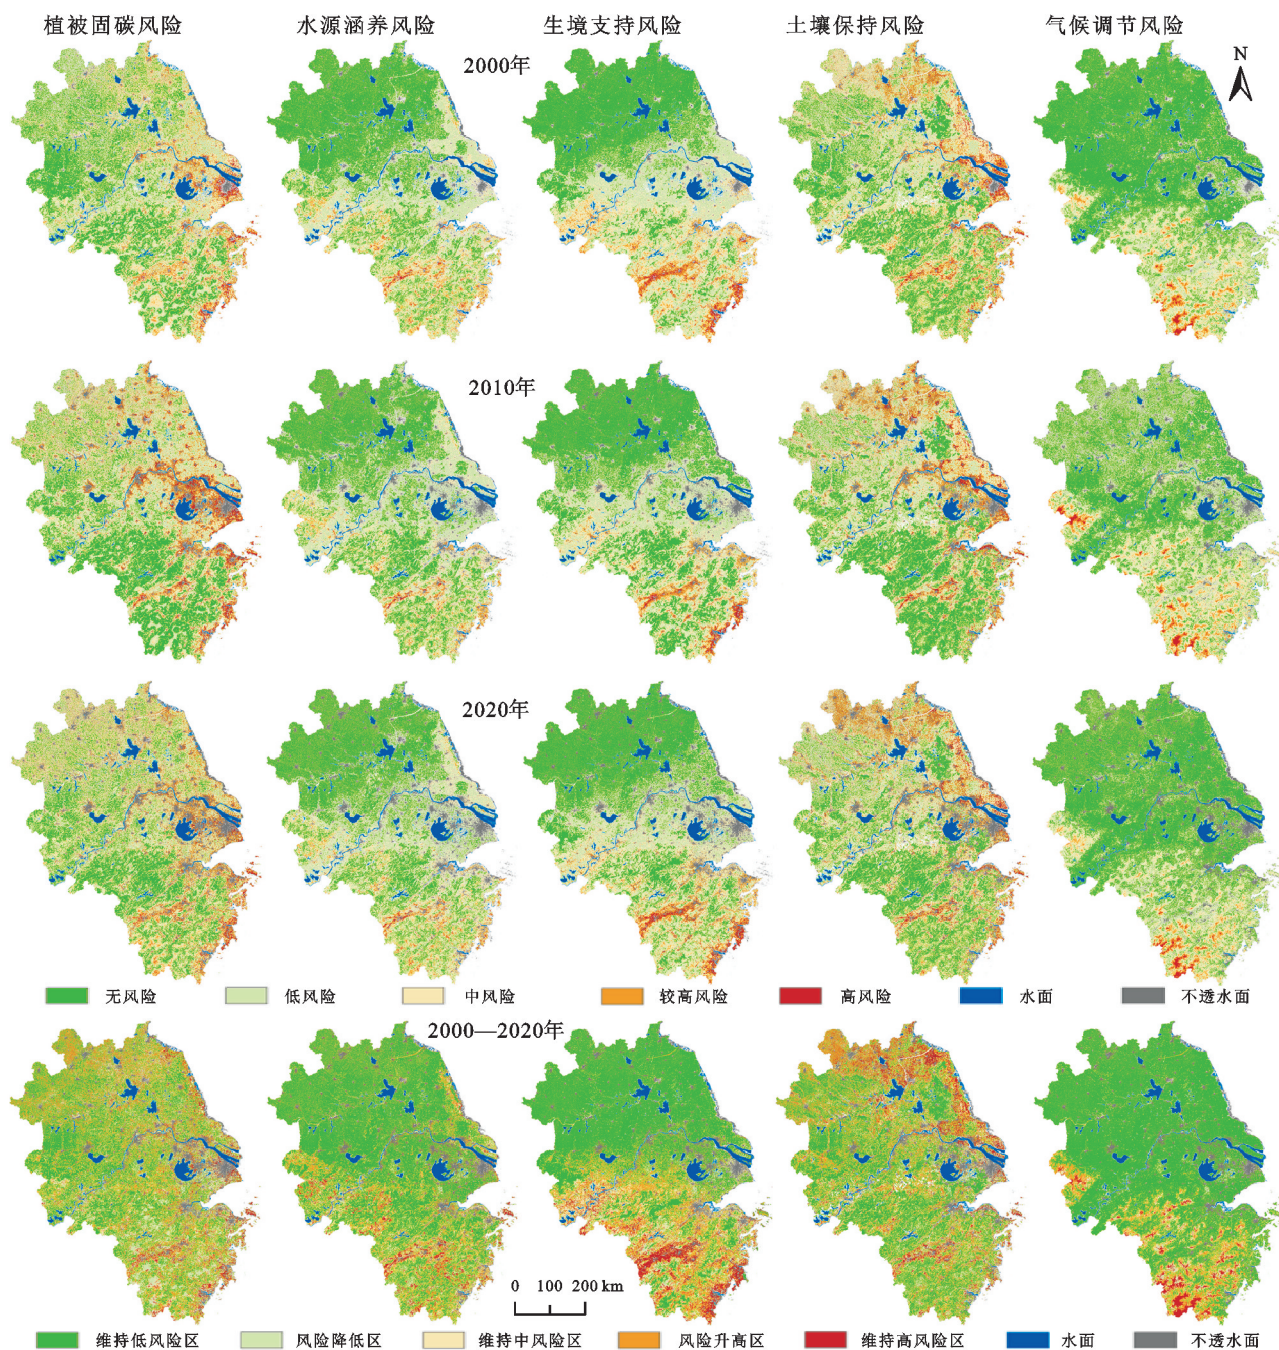 植被固碳风险 水源涵养风险 生境支持风险 土壤保持风险 气候调节风险
2000年
N
2010年
2020年
无风险 低风险 中风险 较高风险 高风险 水面 不透水面
2000—2020年
0 100 200 km
维持低风险区 风险降低区 维持中风险区 风险升高区 维持高风险区 水面 不透水面